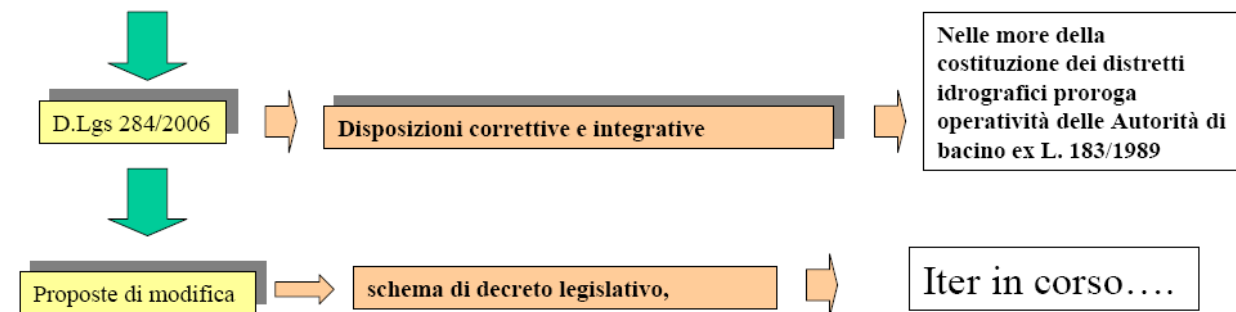 D.Lgs 284/2006
Disposizioni correttive e integrative
Nelle more della
costituzione dei distretti
idrografici proroga
operatività delle Autorità di
bacino ex L. 183/1989
Proposte di modifica
schema di decreto legislativo,
Iter in corso….